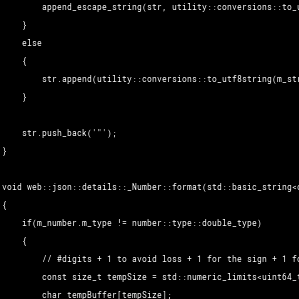 append_escape_string(str, utility::conversions::to_u
}
else
{
str.append(utility::conversions::to_utf8string(m_str
}
str.push_back('"');
}
void web::json::details::_Number::format(std::basic_string<c
{
if(m_number.m_type != number::type::double_type)
{
// #digits + 1 to avoid loss + 1 for the sign + 1 fo
const size_t tempSize = std::numeric_limits<uint64_t
char tempBuffer[tempSize];